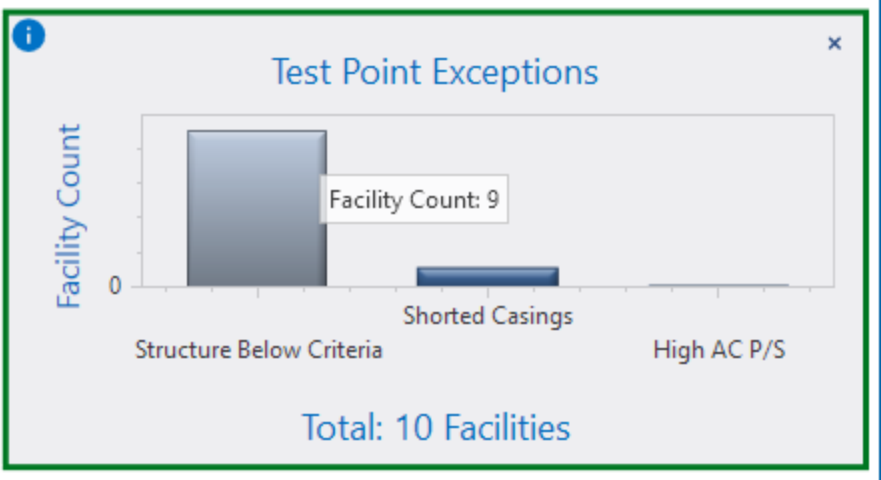 i
×
Test Point Exceptions
Facility Count
Facility Count: 9
0
Shorted Casings
Structure Below Criteria
High AC P/S
Total: 10 Facilities